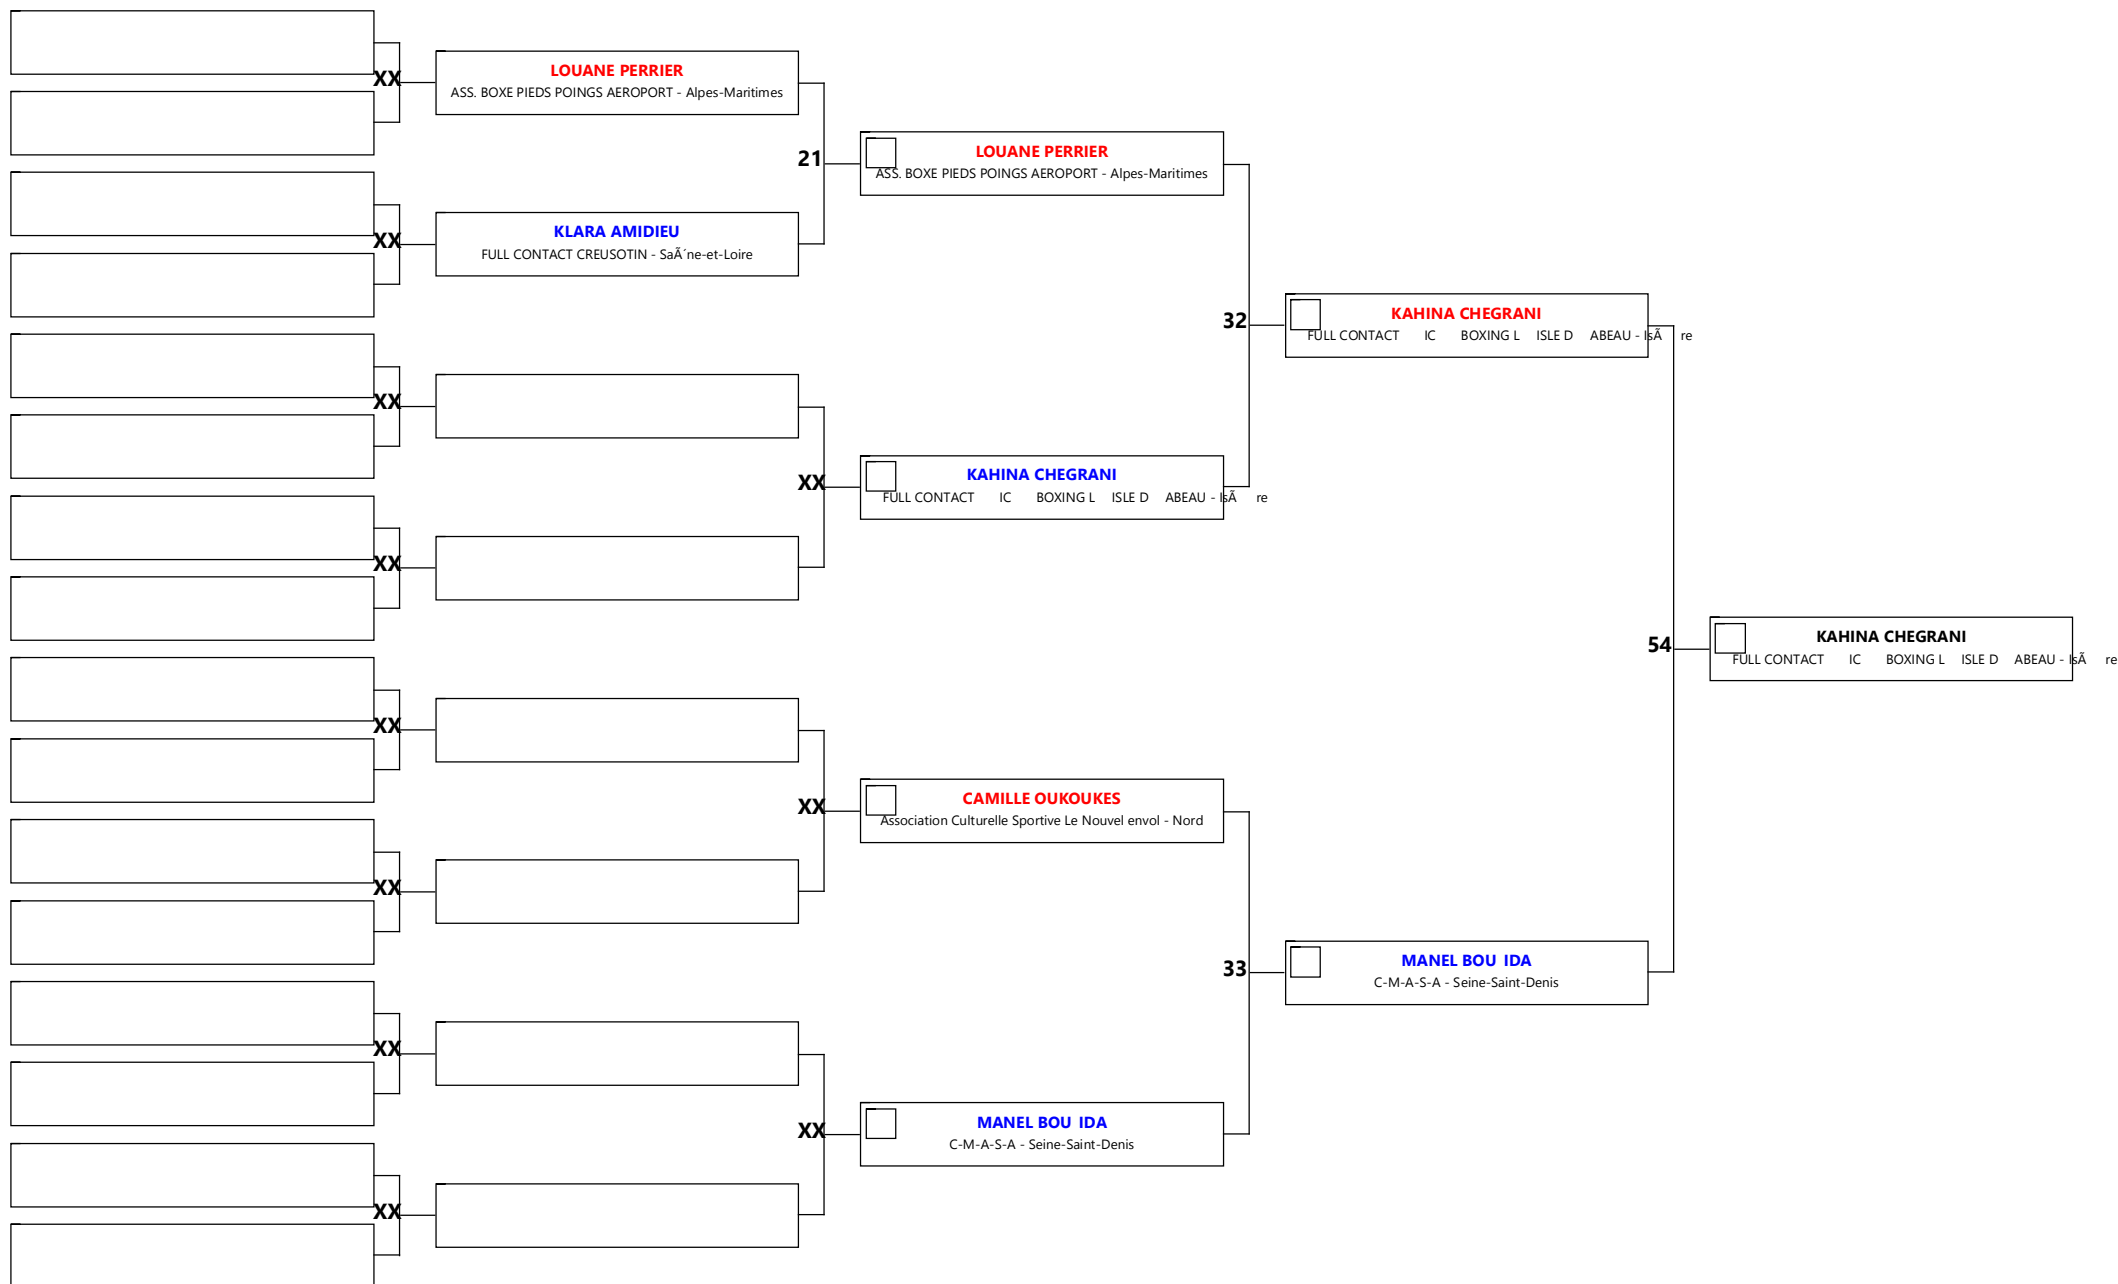 XX
LOUANE PERRIER
ASS. BOXE PIEDS POINGS AEROPORT - Alpes-Maritimes
21
LOUANE PERRIER
ASS. BOXE PIEDS POINGS AEROPORT - Alpes-Maritimes
XX
KLARA AMIDIEU
FULL CONTACT CREUSOTIN - SaÃ´ne-et-Loire
32
KAHINA CHEGRANI
FULL CONTACT IC BOXING L ISLE D ABEAU - IsÃ re
XX
XX
KAHINA CHEGRANI
FULL CONTACT IC BOXING L ISLE D ABEAU - IsÃ re
XX
54
KAHINA CHEGRANI
FULL CONTACT IC BOXING L ISLE D ABEAU - IsÃ re
XX
XX
CAMILLE OUKOUKES
Association Culturelle Sportive Le Nouvel envol - Nord
XX
33
MANEL BOU IDA
C-M-A-S-A - Seine-Saint-Denis
XX
XX
MANEL BOU IDA
C-M-A-S-A - Seine-Saint-Denis
XX